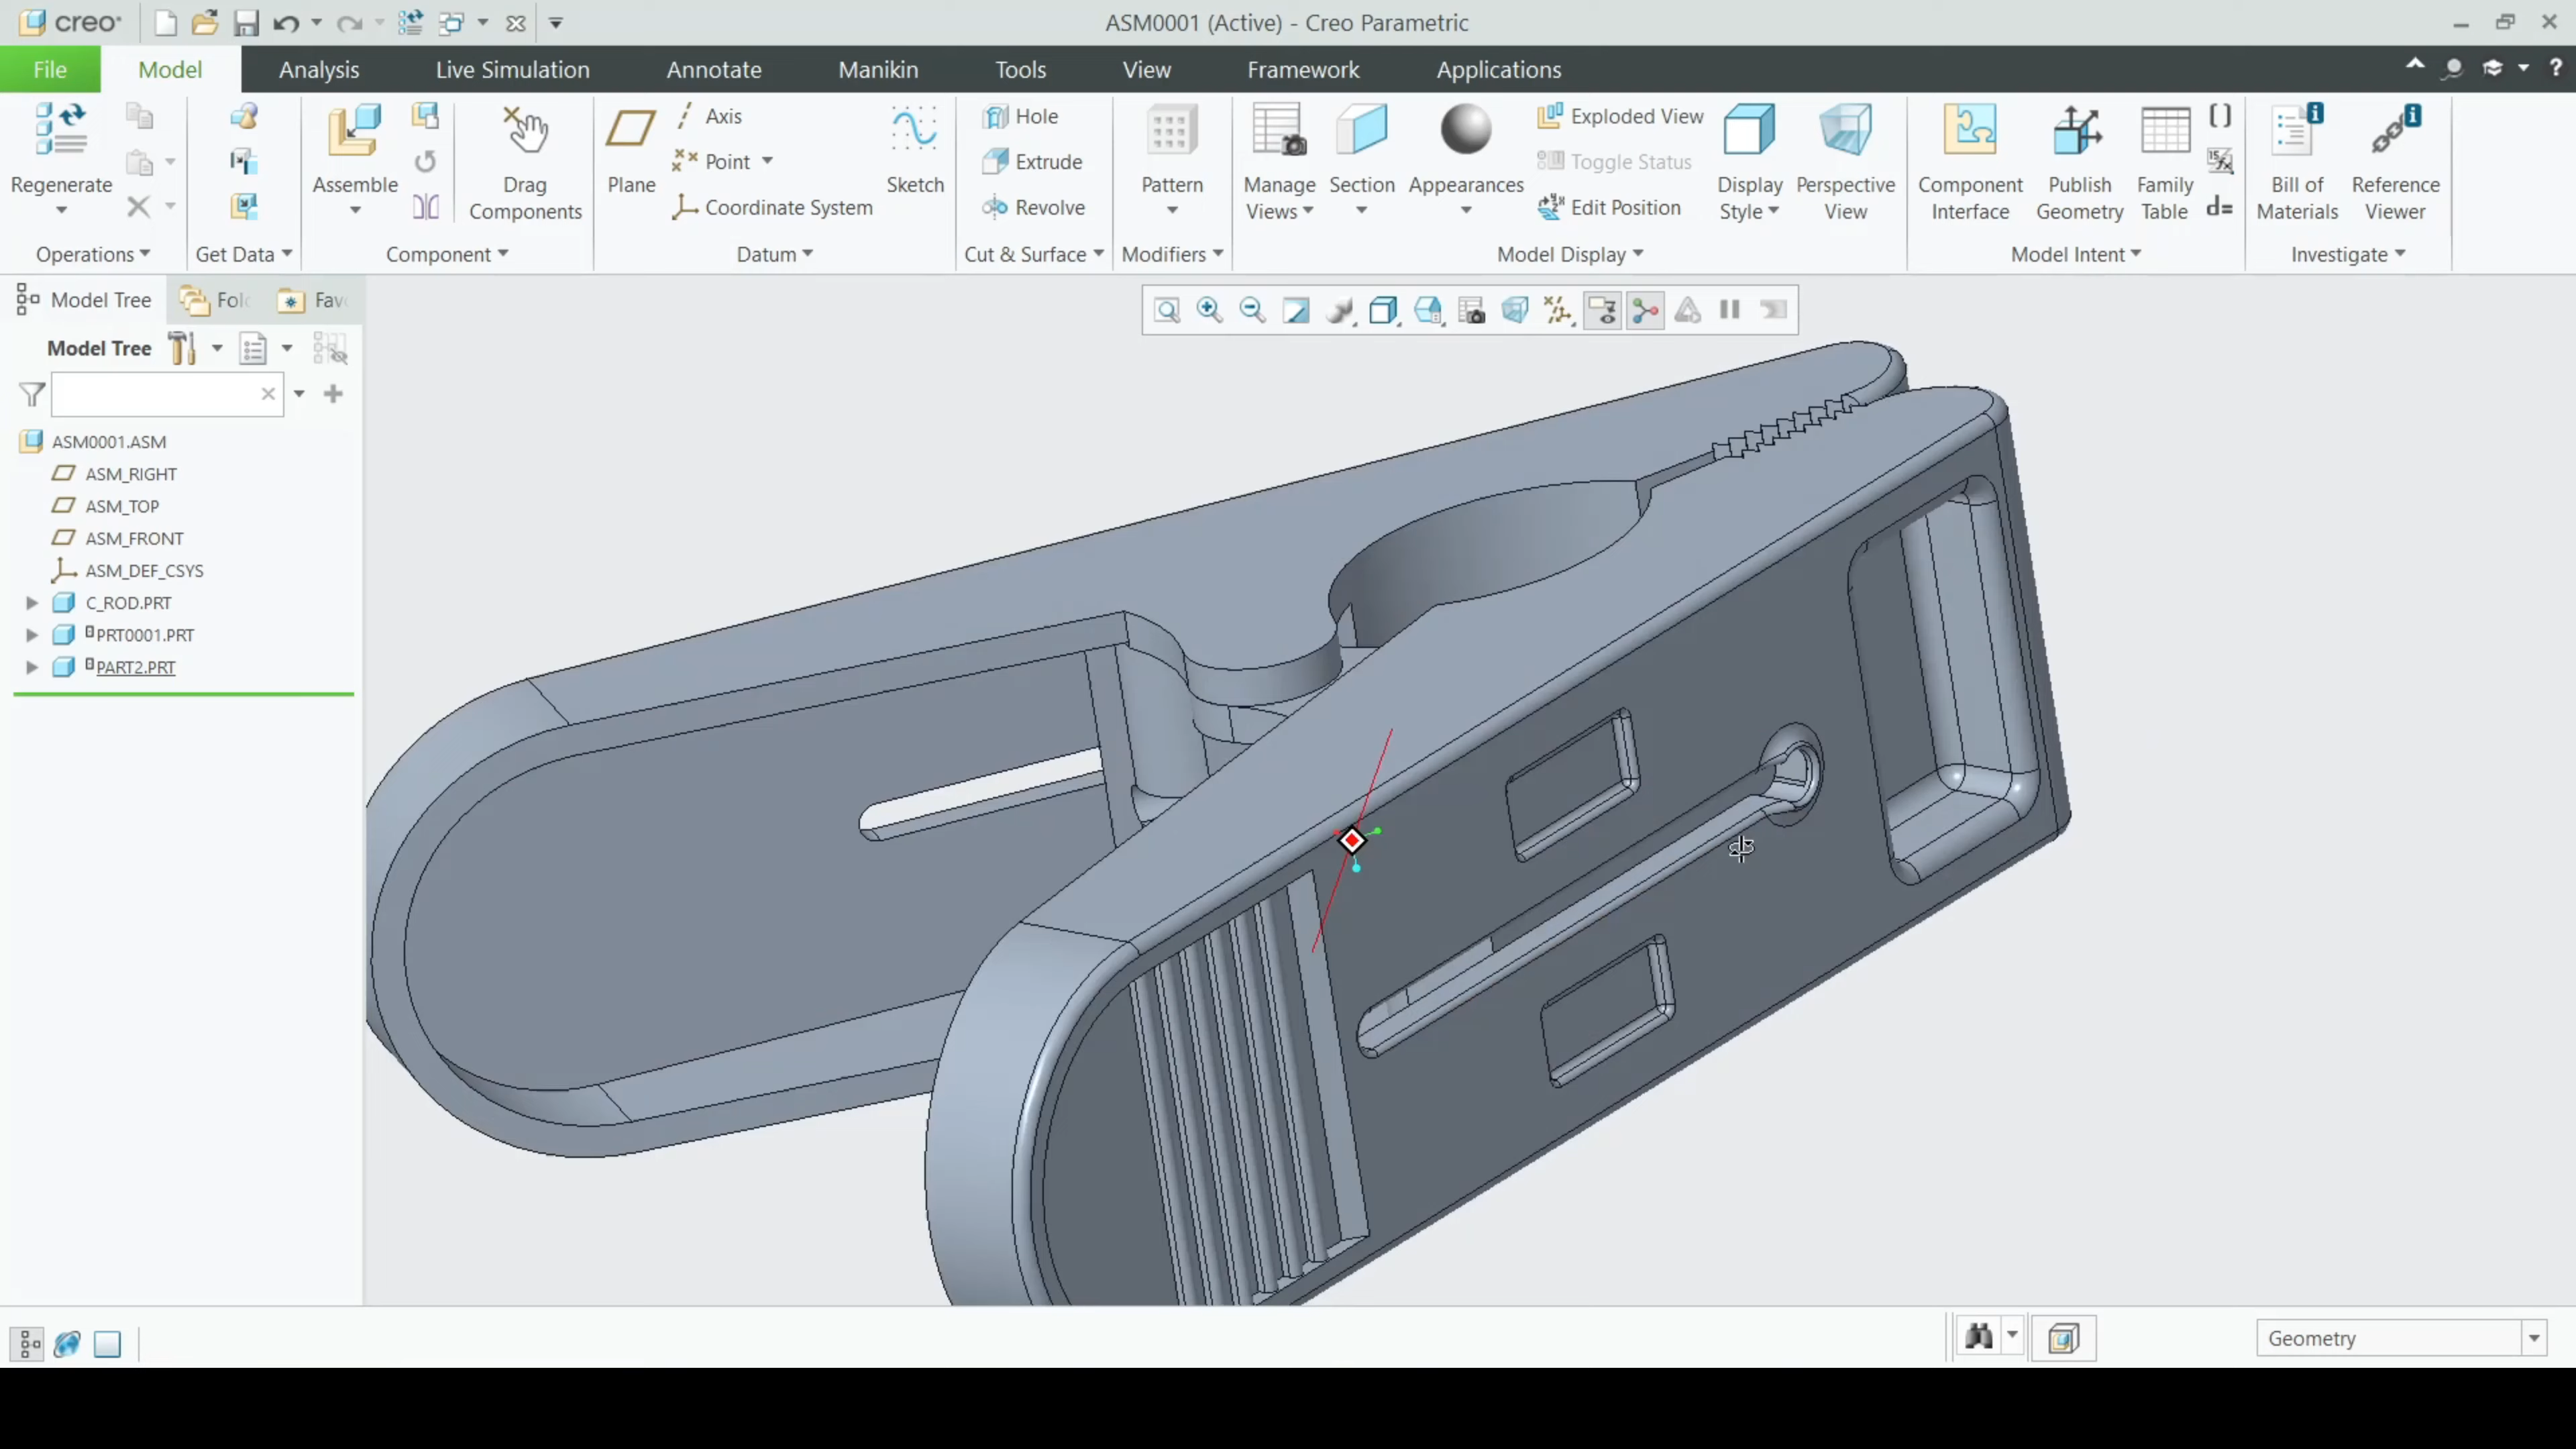 creo®
ASM0001 (Active) - Creo Parametric
File
Model
Analysis
Live Simulation
Annotate
Manikin
Tools
View
Framework
Applications
?
Regenerate
Operations
Get Data
Assemble
Drag
Components
Component
Plane
Axis
Point
Coordinate System
Sketch
Datum
Hole
Extrude
Revolve
Cut & Surface
Pattern
Modifiers
Manage
Views
Section
Appearances
Exploded View
Toggle Status
Edit Position
Display
Style
Perspective
View
Model Display
Component
Interface
Publish
Geometry
Family
Table
d=
Model Intent
Bill of
Materials
Reference
Viewer
Investigate
Model Tree
Fol
Fav
Model Tree
ASM0001.ASM
ASM_RIGHT
ASM_TOP
ASM_FRONT
ASM_DEF_CSYS
C_ROD.PRT
PRT0001.PRT
PART2.PRT
Geometry